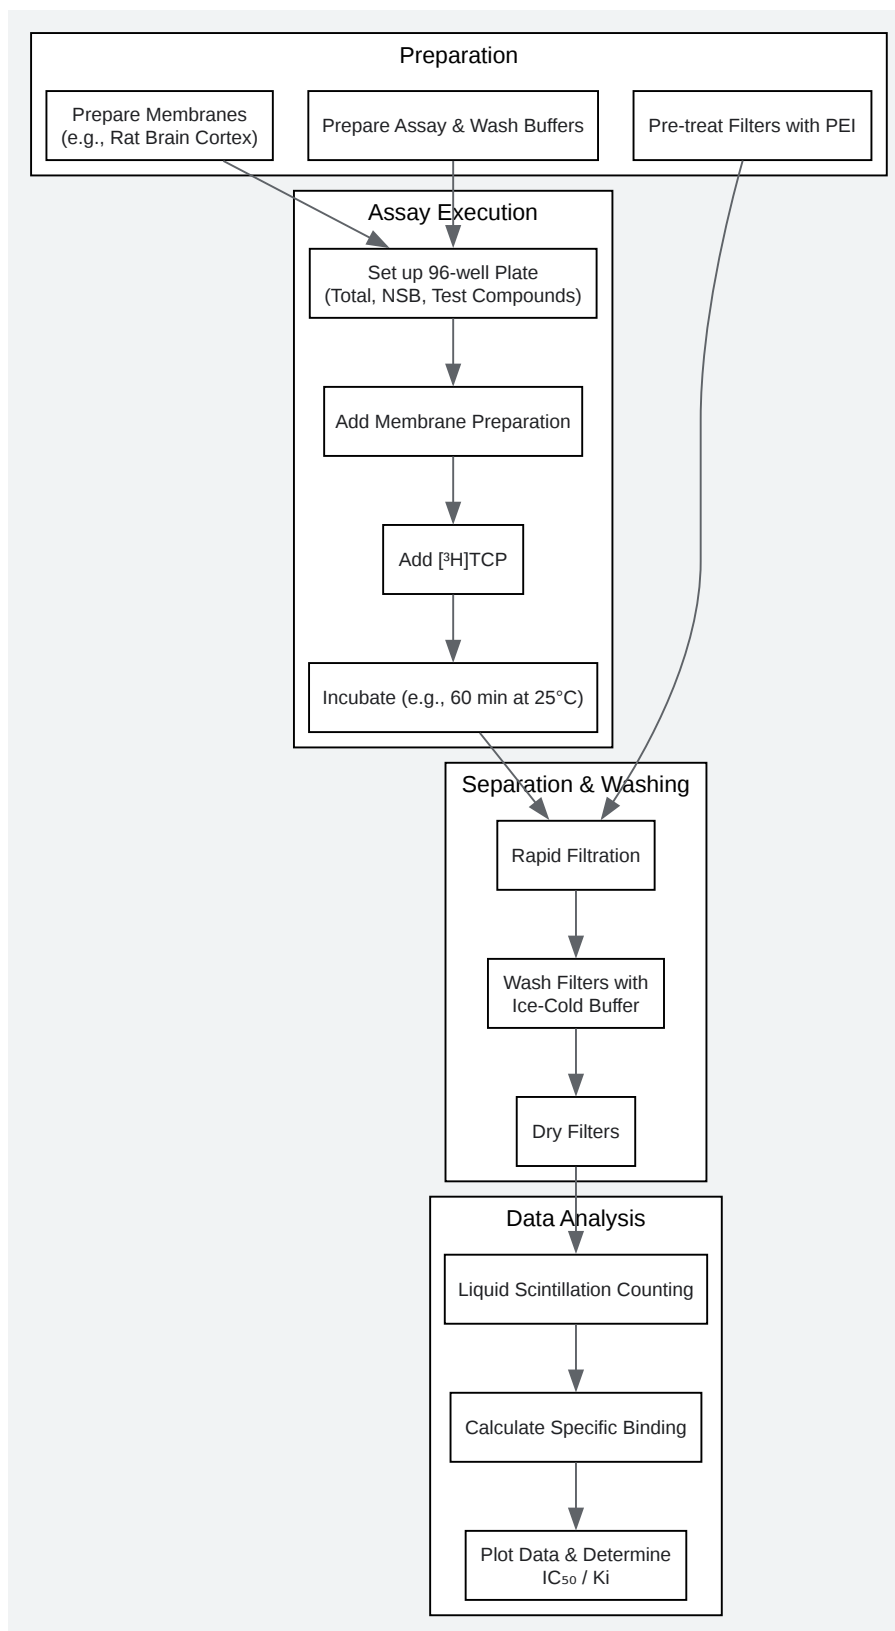 Preparation
Prepare Membranes
(e.g., Rat Brain Cortex)
Prepare Assay & Wash Buffers
Pre-treat Filters with PEI
Assay Execution
Set up 96-well Plate
(Total, NSB, Test Compounds)
Add Membrane Preparation
Add [³H]TCP
Incubate (e.g., 60 min at 25°C)
Separation & Washing
Rapid Filtration
Wash Filters with
Ice-Cold Buffer
Dry Filters
Data Analysis
Liquid Scintillation Counting
Calculate Specific Binding
Plot Data & Determine
IC₅₀ / Ki